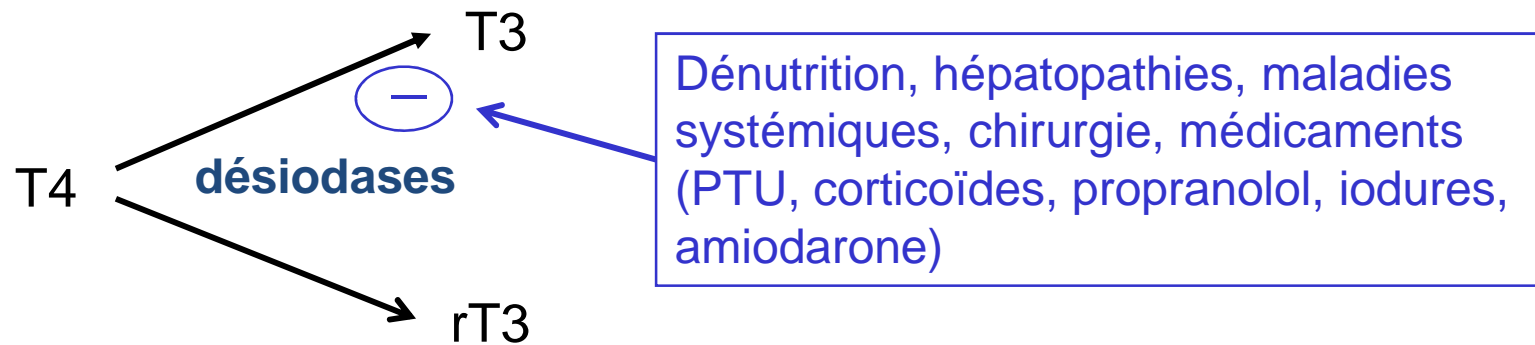 T3
Dénutrition, hépatopathies, maladies
systémiques, chirurgie, médicaments
(PTU, corticoïdes, propranolol, iodures,
amiodarone)
—
T4
désiodases
rT3